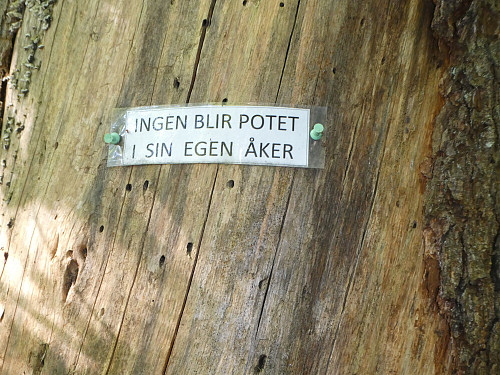 INGEN BLIR POTET
I SIN EGEN ÅKER